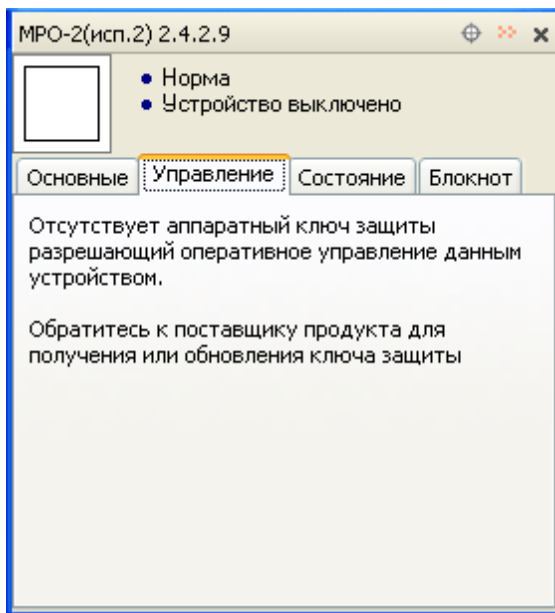 МРО-2(исп.2) 2.4.2.9
Норма
Устройство выключено
Основные Управление Состояние Блокнот
Отсутствует аппаратный ключ защиты
разрешающий оперативное управление данным
устройством.
Обратитесь к поставщику продукта для
получения или обновления ключа защиты